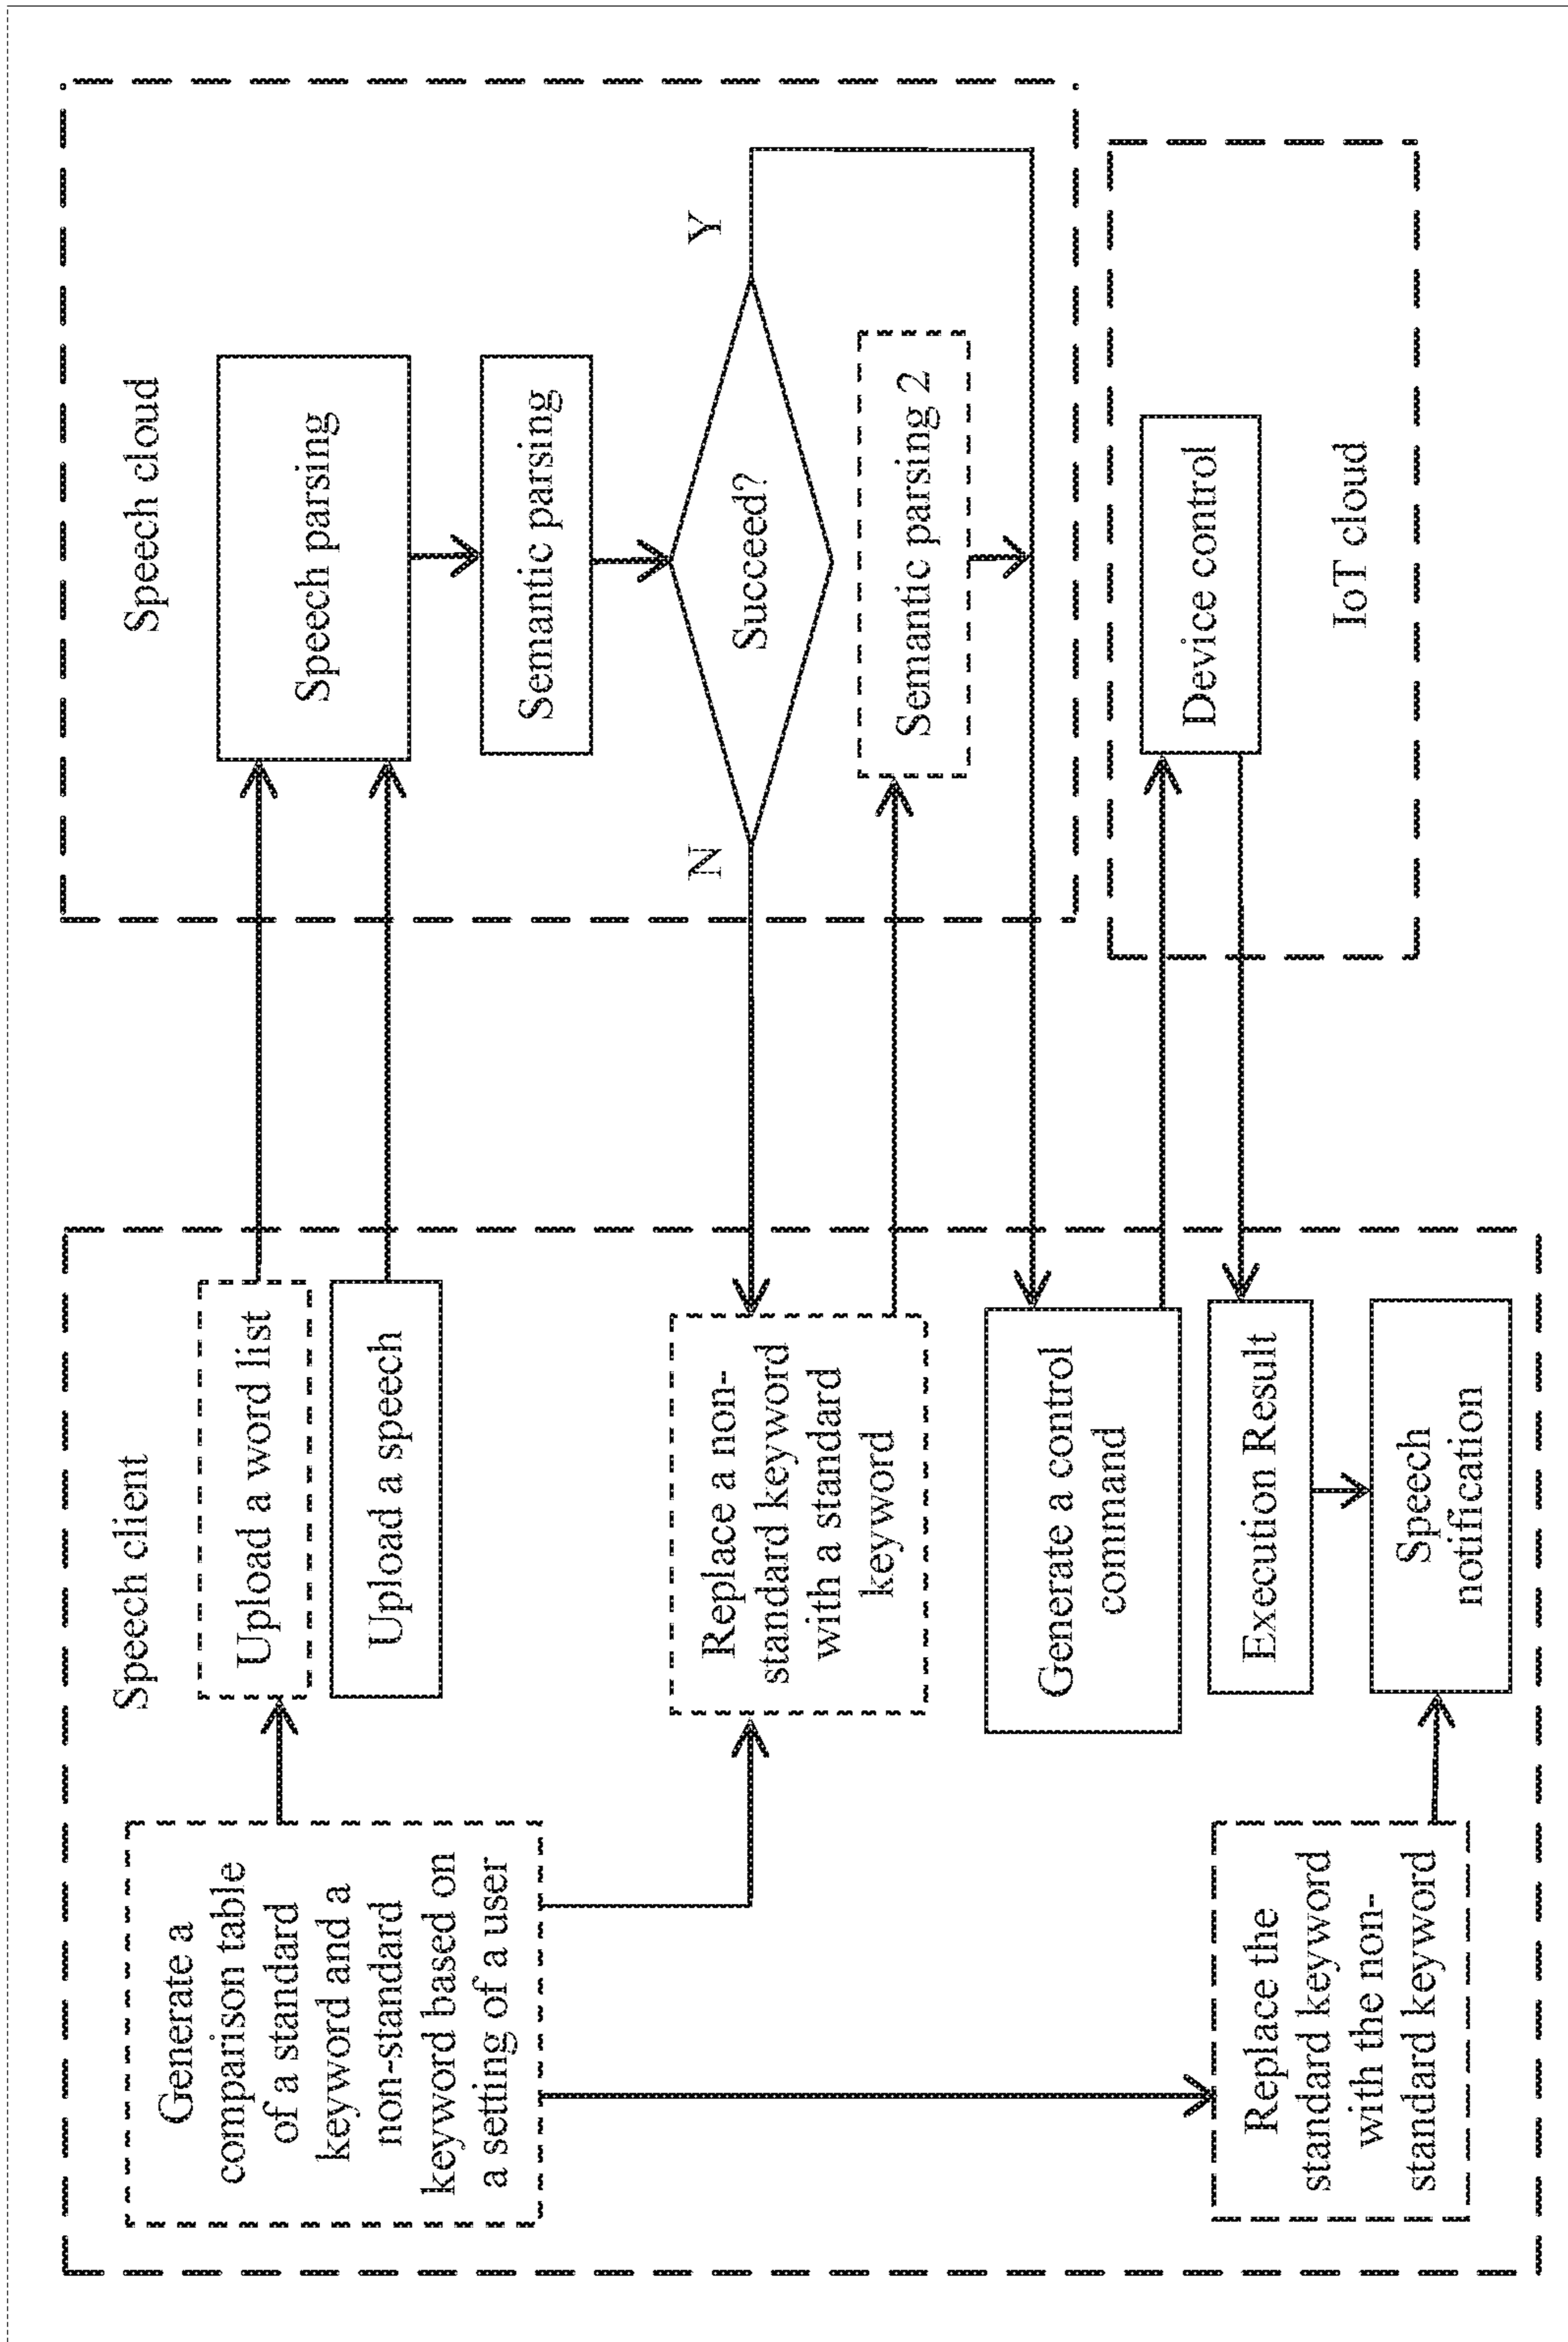 Speech client
Generate a
comparison table
of a standard
keyword and a
non-standard
keyword based on
a setting of a user
Upload a word list
Upload a speech
Replace a non-
standard keyword
with a standard
keyword
Generate a control
command
Execution Result
Speech
notification
Replace the
standard keyword
with the non-
standard keyword
Speech cloud
Speech parsing
Semantic parsing
Succeed?
N
Y
Semantic parsing 2
Device control
IoT cloud